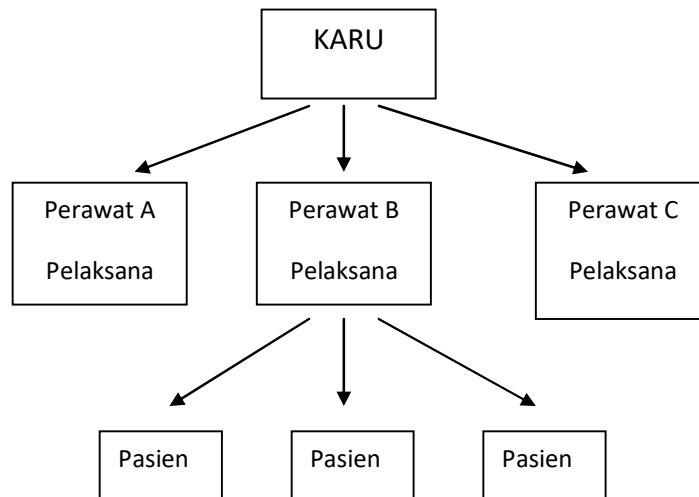 KARU
Perawat A
Pelaksana
Perawat B
Pelaksana
Perawat C
Pelaksana
Pasien
Pasien
Pasien